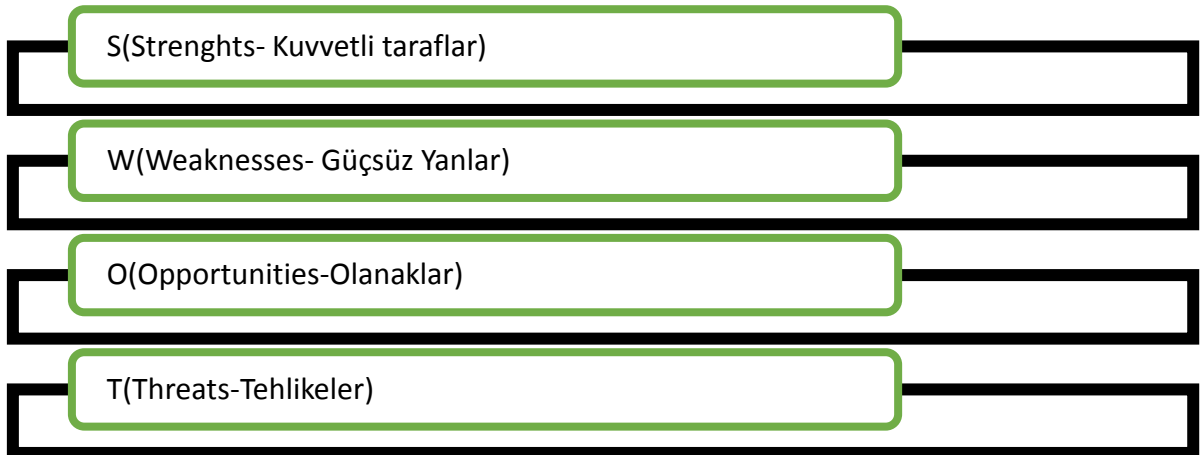 S(Strenghts- Kuvvetli taraflar)
W(Weaknesses- Güçsüz Yanlar)
O(Opportunities-Olanaklar)
T(Threats-Tehlikeler)